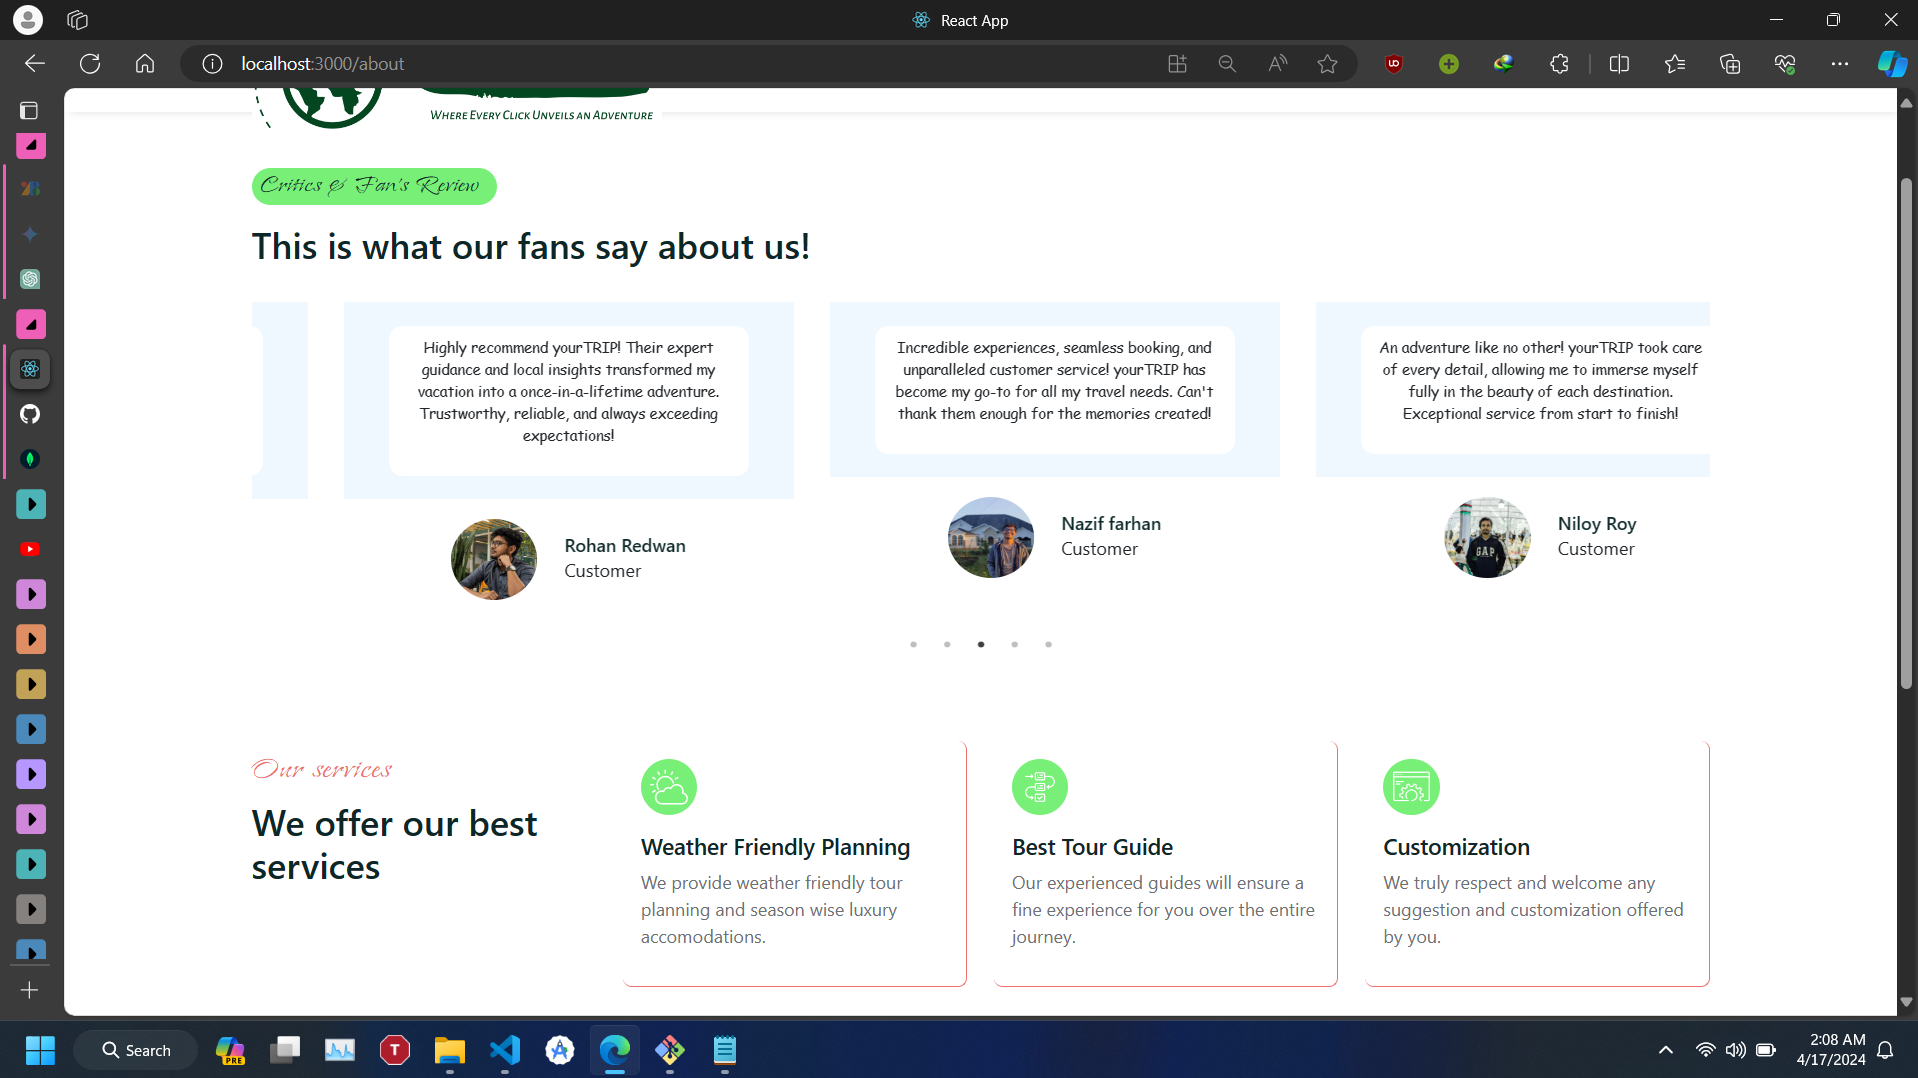 React App
localhost:3000/about
Where Every Click Unveils an Adventure
Critics & Fan's Review
This is what our fans say about us!
Highly recommend yourTRIP! Their expert
guidance and local insights transformed my
vacation into a once-in-a-lifetime adventure.
Trustworthy, reliable, and always exceeding
expectations!
Rohan Redwan
Customer
Incredible experiences, seamless booking, and
unparalleled customer service! yourTRIP has
become my go-to for all my travel needs. Can't
thank them enough for the memories created!
Nazif farhan
Customer
An adventure like no other! yourTRIP took care
of every detail, allowing me to immerse myself
fully in the beauty of each destination.
Exceptional service from start to finish!
Niloy Roy
Customer
GAP
Our services
We offer our best
services
Weather Friendly Planning
We provide weather friendly tour
planning and season wise luxury
accomodations.
Best Tour Guide
Our experienced guides will ensure a
fine experience for you over the entire
journey.
Customization
We truly respect and welcome any
suggestion and customization offered
by you.
Search
PRE
T
2:08 AM
4/17/2024